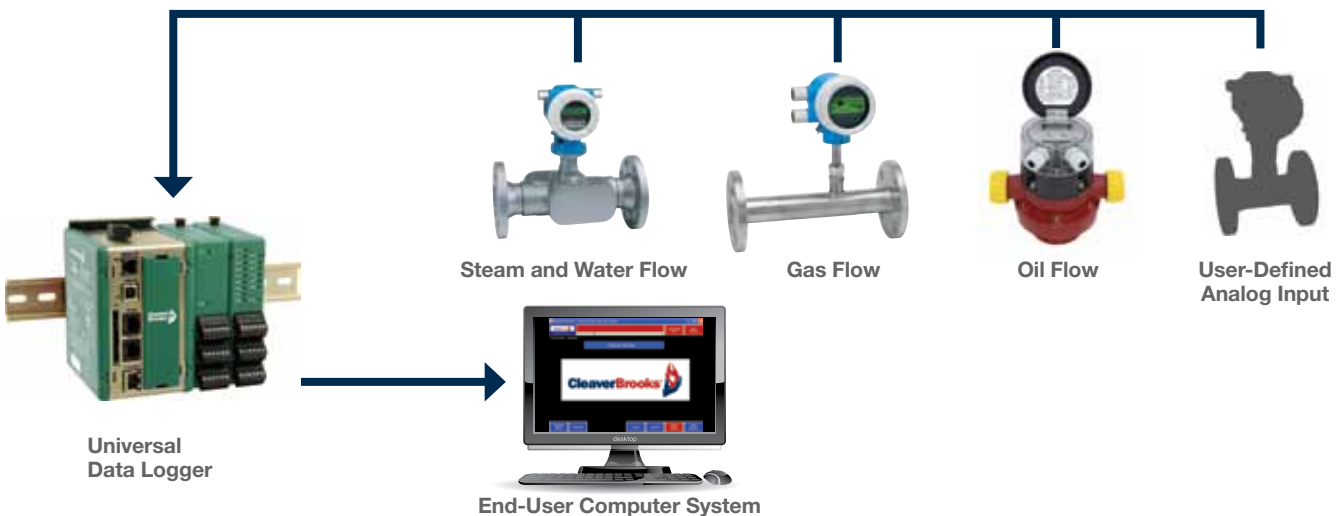 Steam and Water Flow
Gas Flow
Oil Flow
User-Defined
Analog Input
Universal
Data Logger
CleaverBrooks
desktop
End-User Computer System